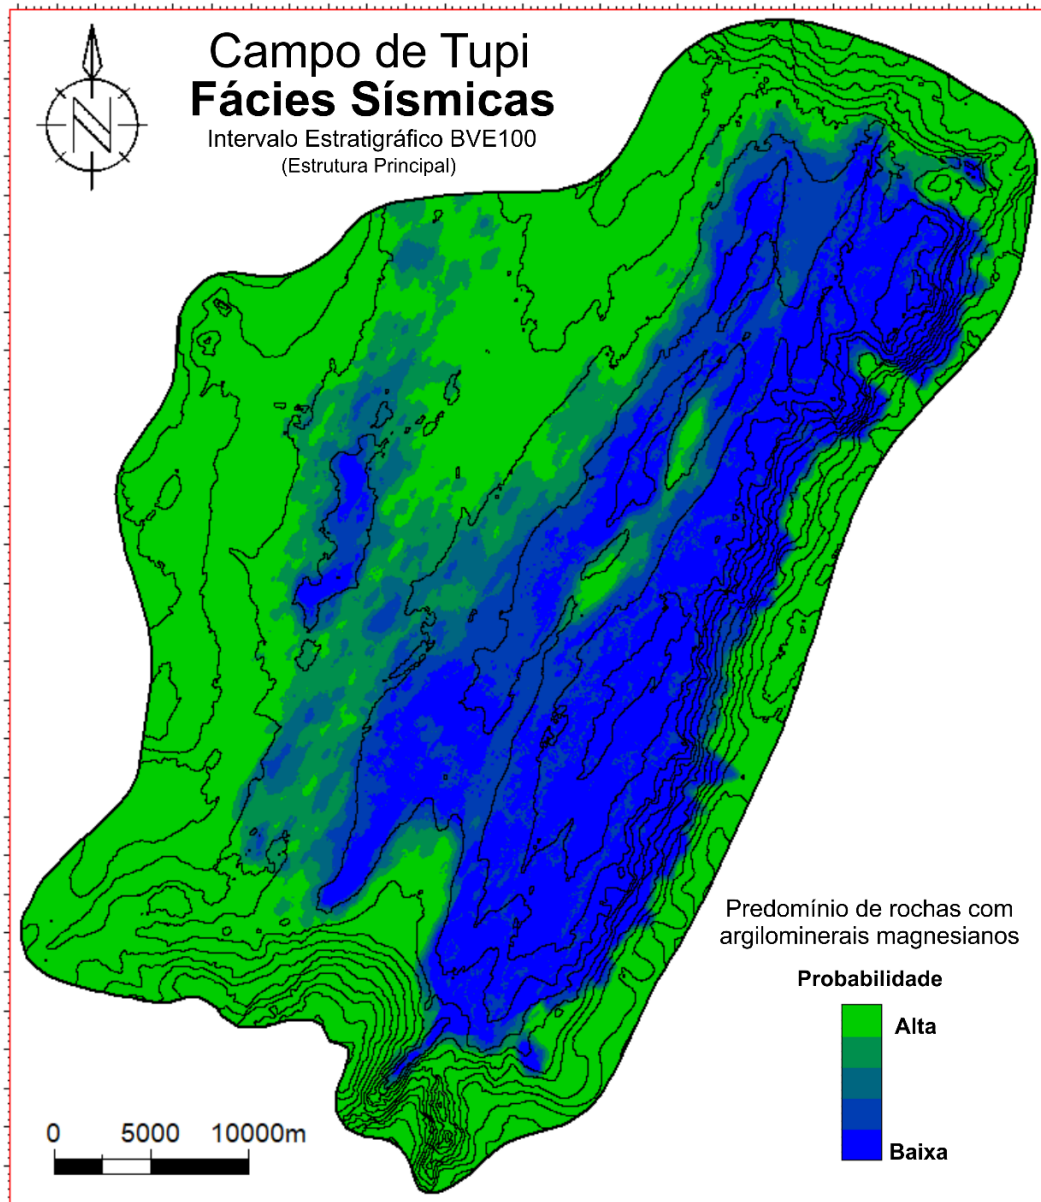 Campo de Tupi
Fácies Sísmicas
Intervalo Estratigráfico BVE100
(Estrutura Principal)
N
Predomínio de rochas com
argilominerais magnesianos
Probabilidade
Alta
Baixa
0 5000 10000m